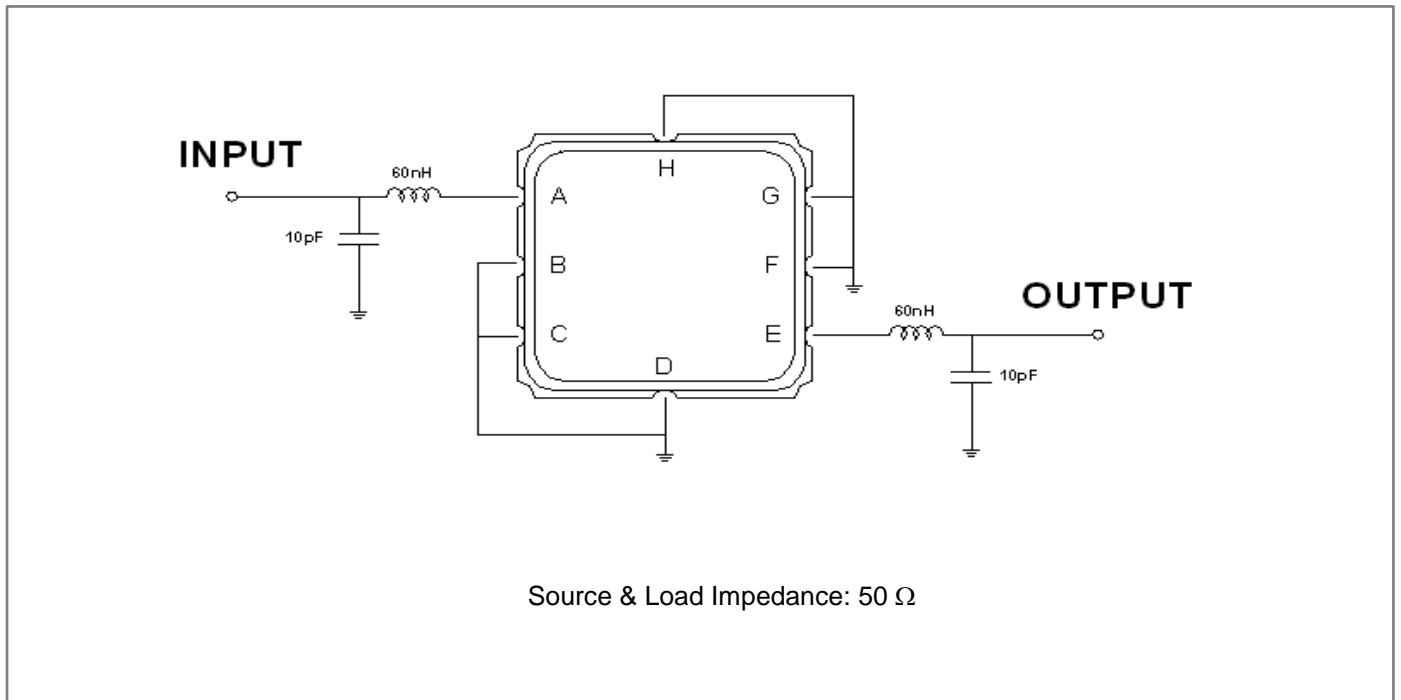 INPUT
60nH
10pF
H
A
G
B
F
C
E
D
60nH
OUTPUT
10pF
Source & Load Impedance: 50 Ω